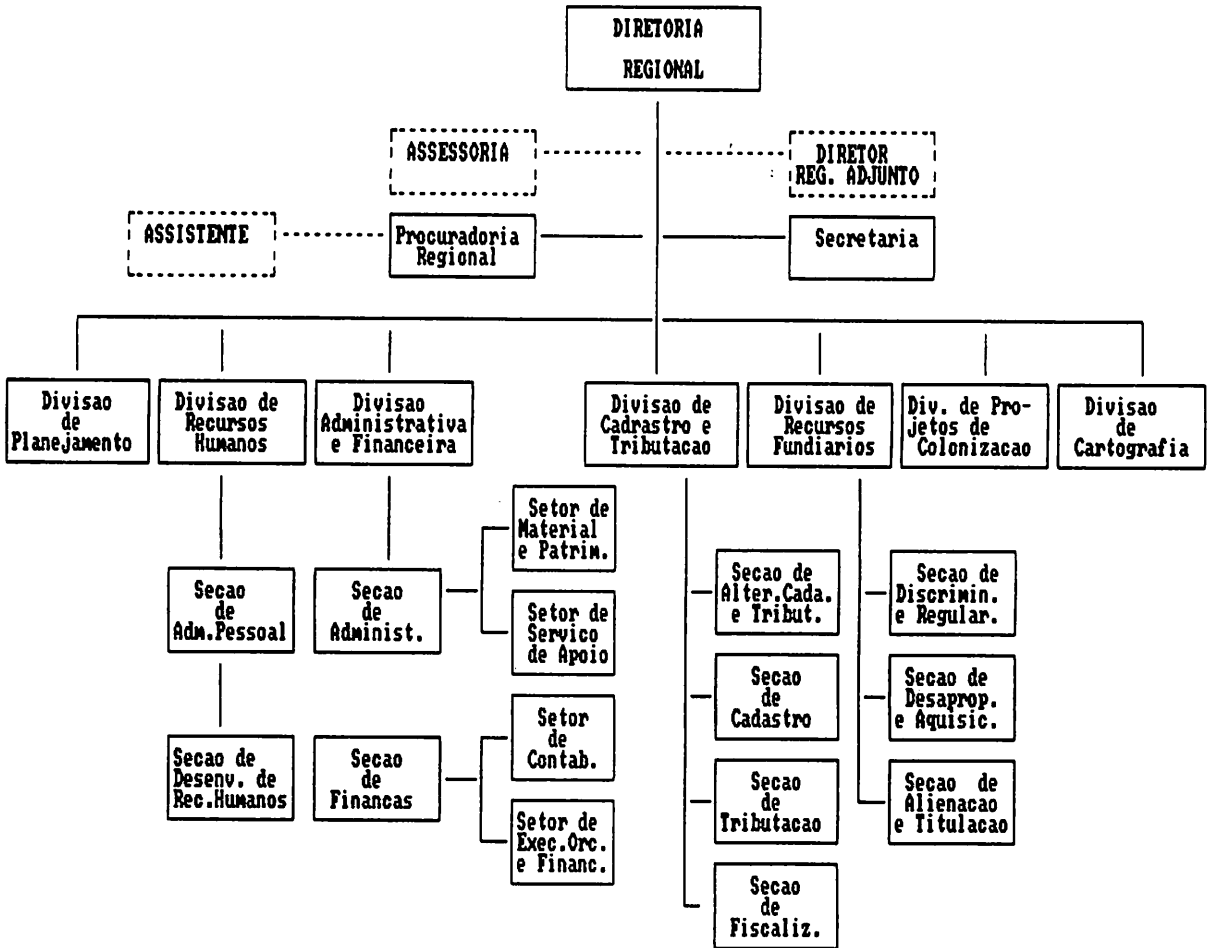 DIRETORIA
REGIONAL
ASSESSORIA
DIRETOR
REG. ADJUNTO
ASSISTENTE
Procuradoria
Regional
Secretaria
Divisao
de
Planejamento
Divisao de
Recursos
Humanos
Divisao
Administrativa
e Financeira
Divisao de
Cadrastro e
Tributacao
Divisao de
Recursos
Fundiarios
Div. de Pro-
jetos de
Colonizacao
Divisao
de
Cartografia
Secao
de
Adm.Pessoal
Secao de
Desenv. de
Rec.Humanos
Secao
de
Administ.
Setor de
Material
e Patrim.
Setor de
Serviço
de Apoio
Secao
de
Financas
Setor
de
Contab.
Setor de
Exec.Orc.
e Financ.
Secao de
Alter.Cada.
e Tribut.
Secao
de
Cadastro
Secao
de
Tributacao
Secao
de
Fiscaliz.
Secao de
Discrimin.
e Regular.
Secao de
Desaprop.
e Aquisic.
Secao de
Alienacao
e Titulacao